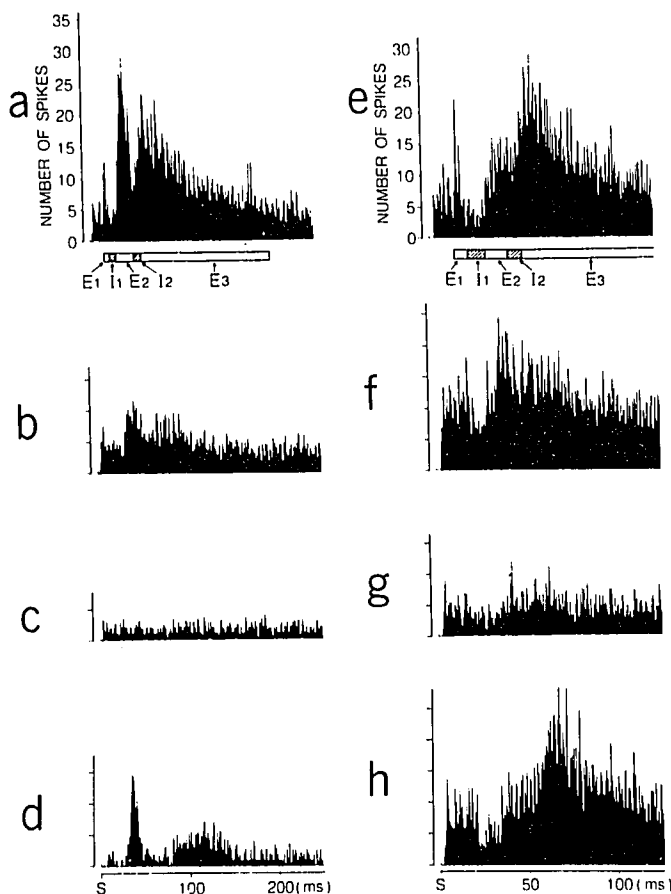 a
NUMBER OF SPIKES
35
30
25
20
15
10
5
0
E1 I1 E2 I2 E3
e
NUMBER OF SPIKES
30
25
20
15
10
5
0
E1 I1 E2 I2 E3
b
f
c
g
d
S 100 200 (ms)
h
S 50 100 (ms)